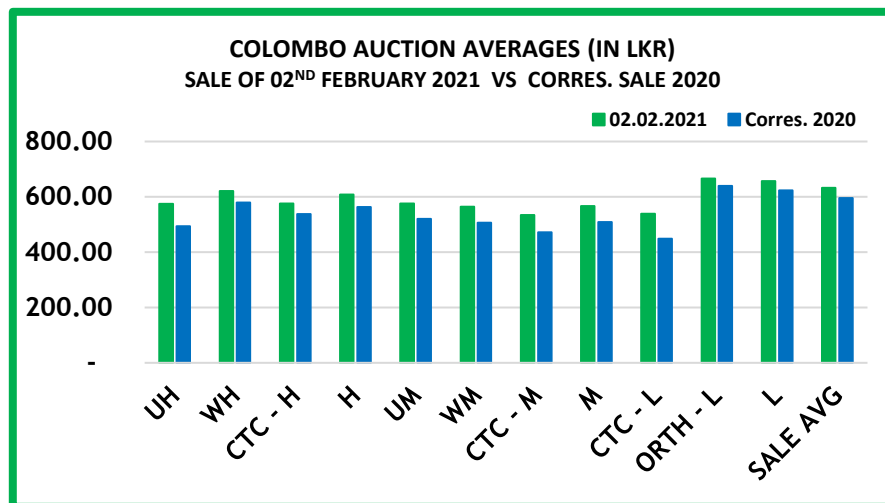 COLOMBO AUCTION AVERAGES (IN LKR)
SALE OF 02ND FEBRUARY 2021 VS CORRES. SALE 2020
02.02.2021 Corres. 2020
800.00
600.00
400.00
200.00
-
UH
WH
CTC - H
H
UM
WM
CTC - M
M
CTC - L
ORTH - L
L
SALE AVG